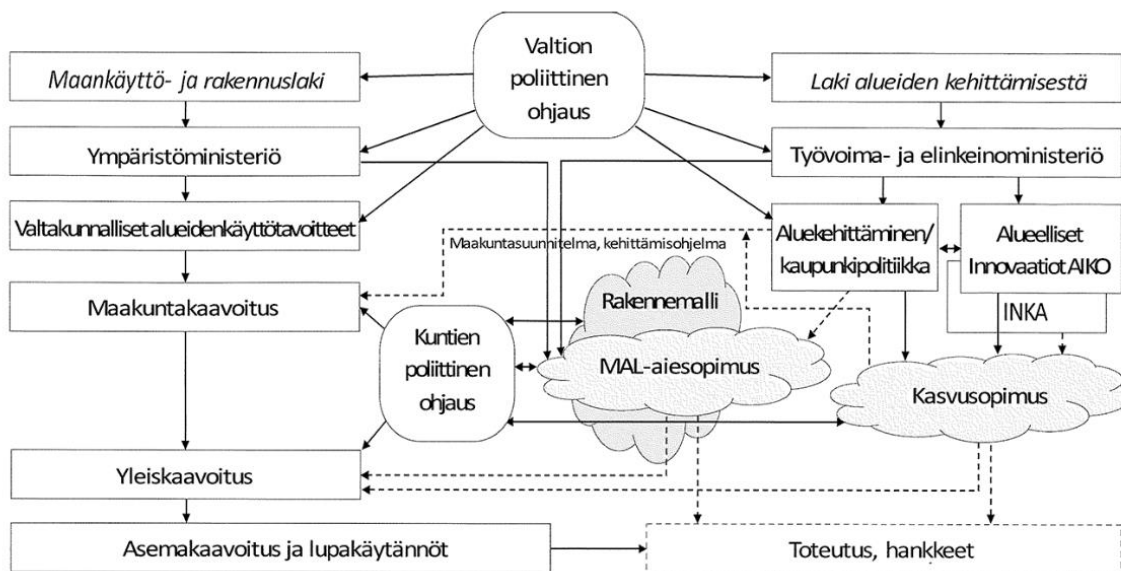 Valtion
poliittinen
ohjaus
Maankäyttö- ja rakennuslaki
Laki alueiden kehittämisestä
Ympäristöministeriö
Työvoima- ja elinkeinoministeriö
Valtakunnalliset alueidenkäyttötavoitteet
Aluekehittäminen/
kaupunkipolitiikka
Alueelliset
Innovaatiot AIKO
Maakuntasuunnitelma, kehittämisohjelma
Maakuntakaavoitus
Rakennemalli
INKA
Kuntien
poliittinen
ohjaus
MAL-aiesopimus
Kasvusopimus
Yleiskaavoitus
Asemakaavoitus ja lupakäytännöt
Toteutus, hankkeet